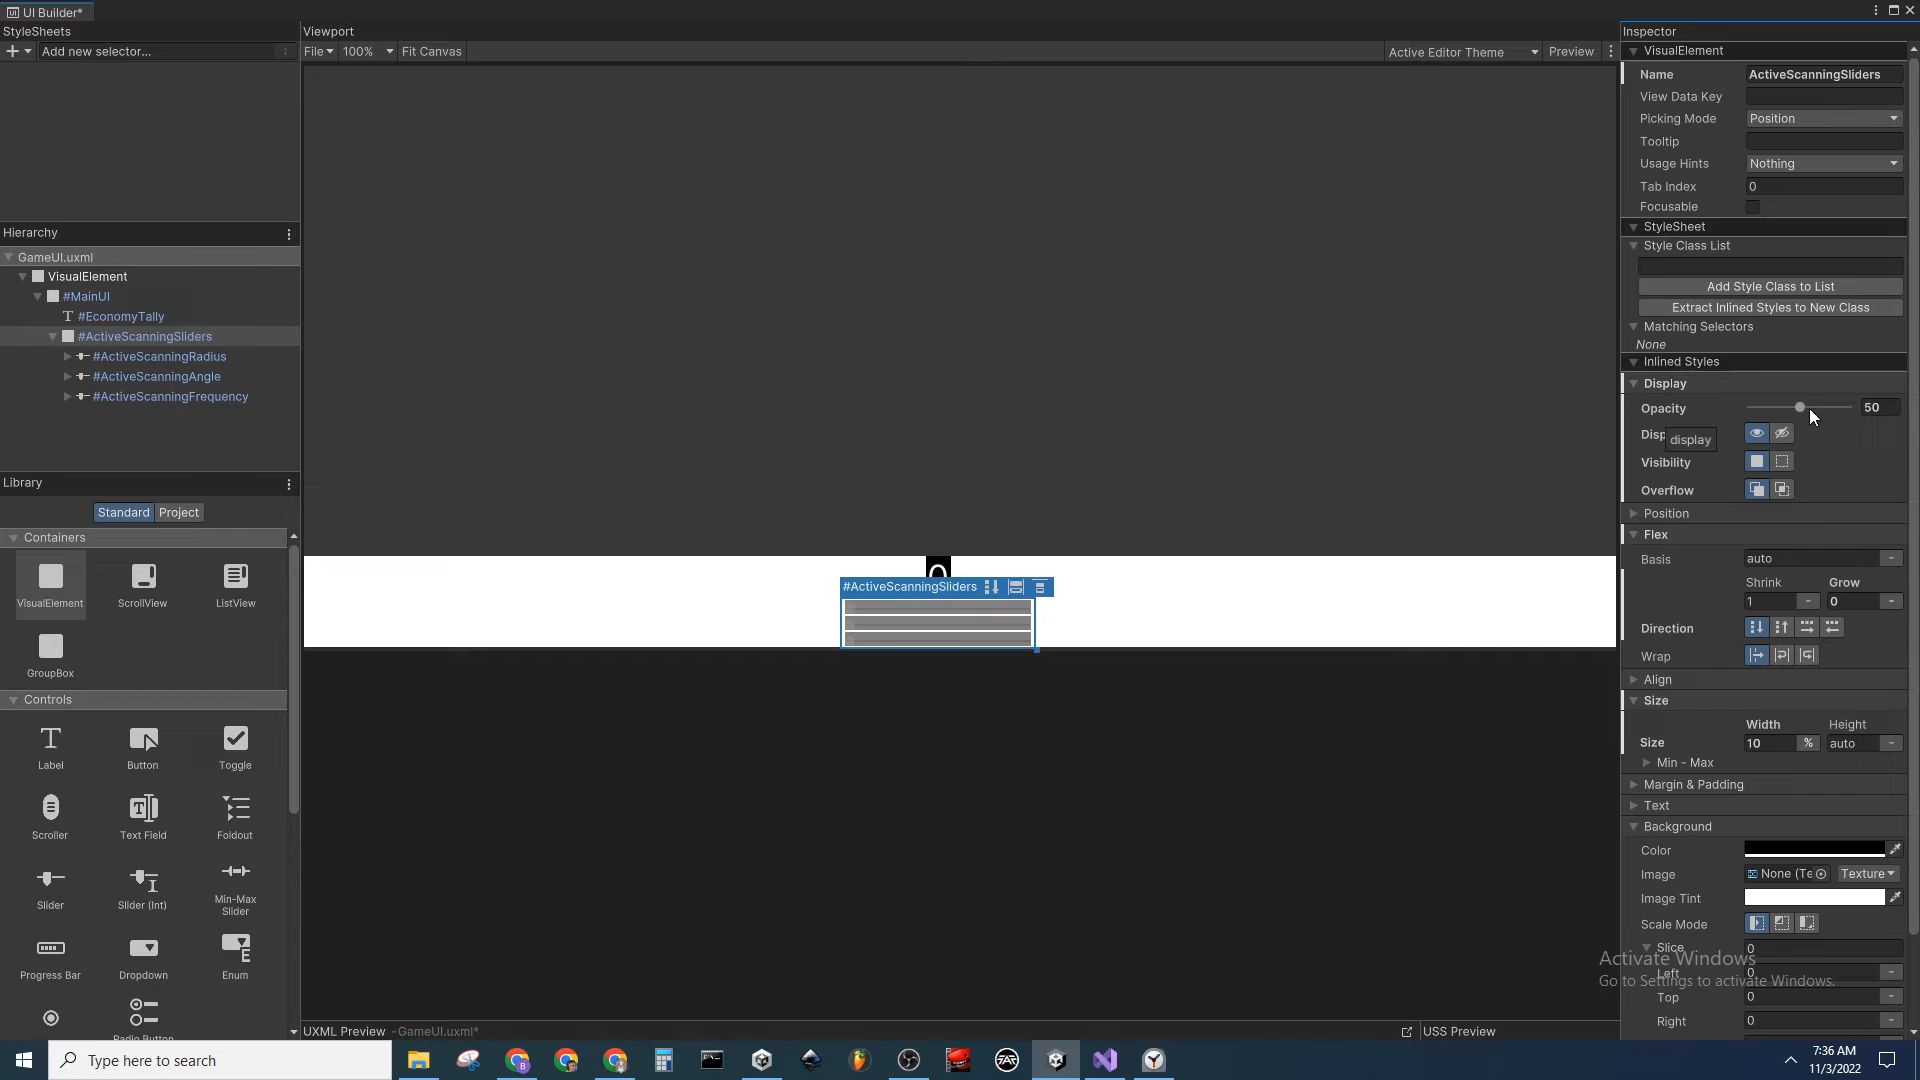 UI Builder*
StyleSheets
Add new selector...
Viewport
File
100%
Fit Canvas
Active Editor Theme
Preview
Hierarchy
GameUI.uxml
VisualElement
#MainUI
#EconomyTally
#ActiveScanningSliders
#ActiveScanningRadius
#ActiveScanningAngle
#ActiveScanningFrequency
Library
Standard Project
Containers
VisualElement
ScrollView
ListView
GroupBox
Controls
Label
Button
Toggle
Scroller
Text Field
Foldout
Slider
Slider (Int)
Min-Max
Slider
Progress Bar
Dropdown
Enum
#ActiveScanningSliders
UXML Preview - GameUI.uxml*
USS Preview
Inspector
VisualElement
Name ActiveScanningSliders
View Data Key
Picking Mode Position
Tooltip
Usage Hints Nothing
Tab Index 0
Focusable
StyleSheet
Style Class List
Add Style Class to List
Extract Inlined Styles to New Class
Matching Selectors
None
Inlined Styles
Display
Opacity 50
Disp
display
Visibility
Overflow
Position
Flex
Basis auto
Shrink Grow
1 - 0 -
Direction
Wrap
Align
Size
Width Height
Size 10 % auto -
Min - Max
Margin & Padding
Text
Background
Color
Image None (Te Texture
Image Tint
Scale Mode
Slice 0
Left 0 -
Top 0 -
Right 0 -
Activate Windows
Go to Settings to activate Windows.
Type here to search
7:36 AM
11/3/2022